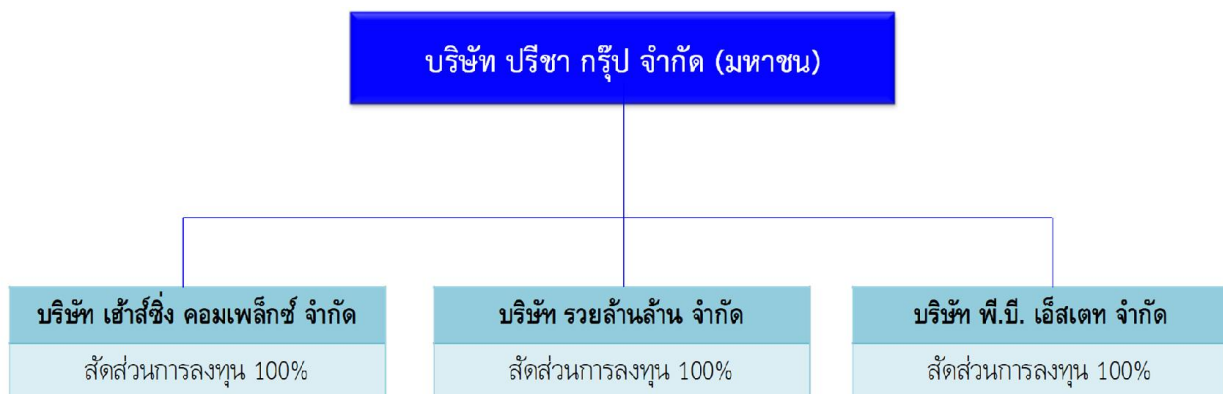 บริษัท ปรีชา กรุ๊ป จำกัด (มหาชน)
บริษัท เฮ้าส์ซิ่ง คอมเพล็กซ์ จำกัด
สัดส่วนการลงทุน 100%
บริษัท รวยล้านล้าน จำกัด
สัดส่วนการลงทุน 100%
บริษัท พี.บี. เอ็สเตท จำกัด
สัดส่วนการลงทุน 100%